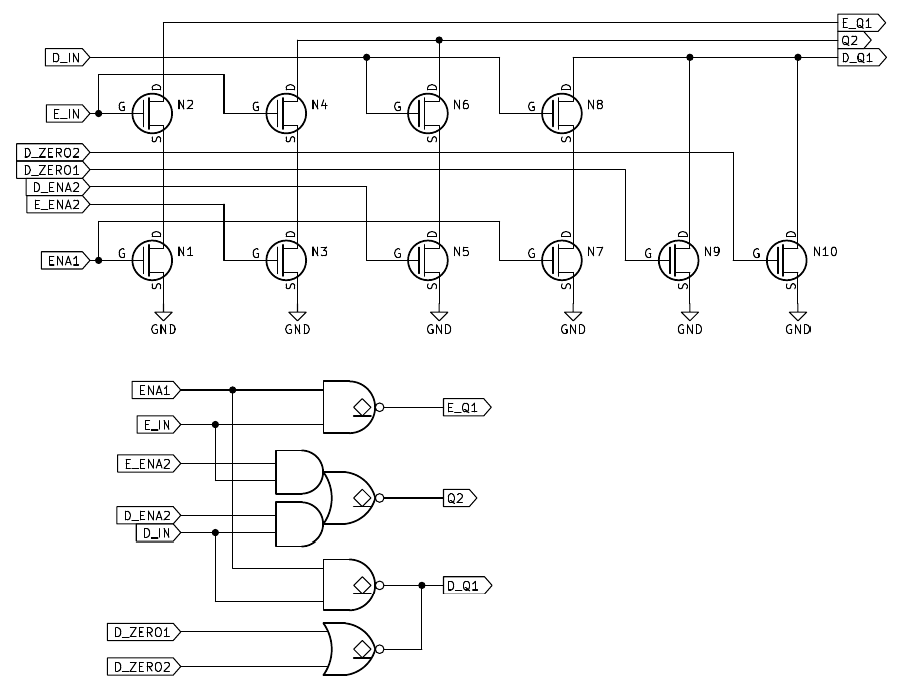 E_Q1
Q2
D_IN
D_Q1
D D D D
E_IN G N2 G N4 G N6 G N8
S S S S
D_ZERO2
D_ZERO1
D_ENA2
E_ENA2
D D D D D D
ENA1 G N1 G N3 G N5 G N7 G N9 G N10
S S S S S S
GND GND GND GND GND GND
ENA1
E_Q1
E_IN
E_ENA2
Q2
D_ENA2
D_IN
D_Q1
D_ZERO1
D_ZERO2